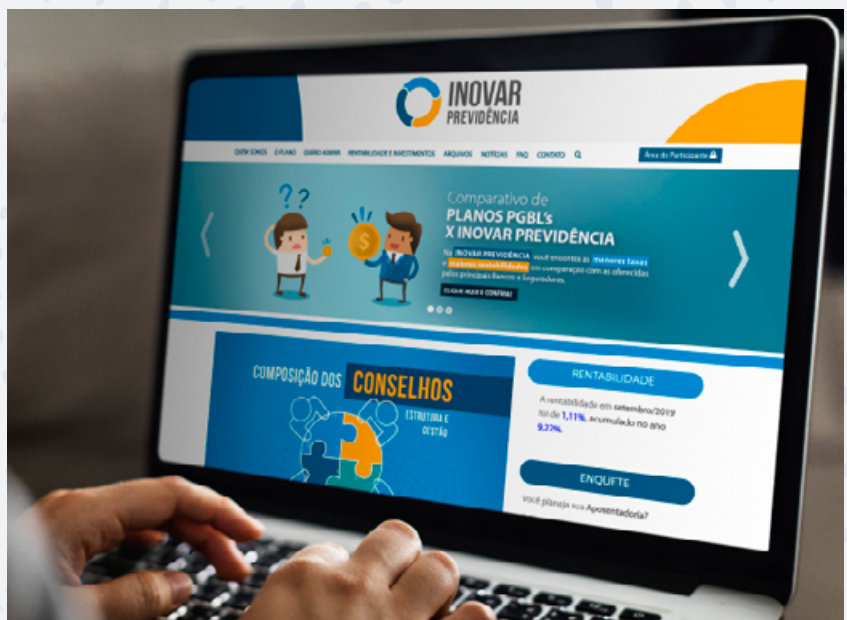 INOVAR
PREVIDÊNCIA
QUEM SOMOS O PLANO QUERO ADERIR RENTABILIDADE E INVESTIMENTOS ARQUIVOS NOTÍCIAS FAQ CONTATO
Área do Participante
??
Comparativo de
PLANOS PGBL's
X INOVAR PREVIDÊNCIA
Na INOVAR PREVIDÊNCIA você encontra as menores taxas
e maiores rentabilidades em comparação com as oferecidas
pelos principais Bancos e Seguradoras.
CLIQUE AQUI E CONFIRA!
$
COMPOSIÇÃO DOS CONSELHOS
ESTRUTURA E
GESTÃO
RENTABILIDADE
A rentabilidade em setembro/2019
foi de 1,11%, acumulado no ano
9,22%.
ENQUETE
Você planeja sua Aposentadoria?